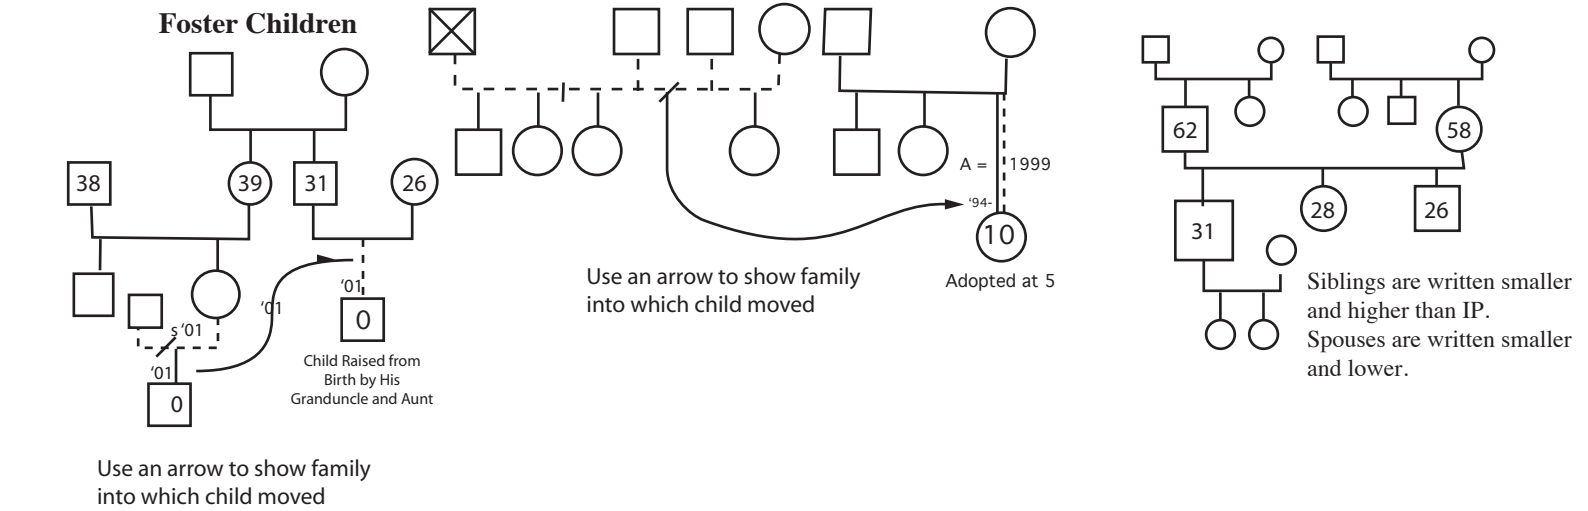 Foster Children
38
39
31
26
'01
'01
s '01
'01
0
0
Child Raised from
Birth by His
Granduncle and Aunt
Use an arrow to show family
into which child moved
A = 1999
'94-
10
Adopted at 5
Use an arrow to show family
into which child moved
62
58
31
28
26
Siblings are written smaller
and higher than IP.
Spouses are written smaller
and lower.